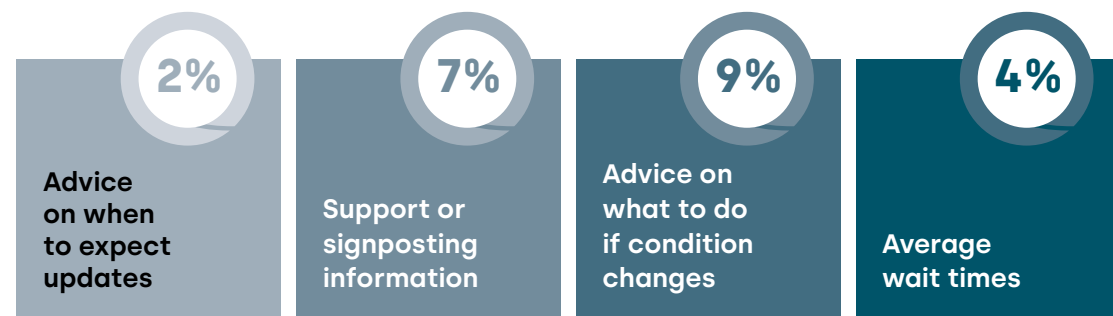 2%
Advice
on when
to expect
updates
7%
Support or
signposting
information
9%
Advice on
what to do
if condition
changes
4%
Average
wait times